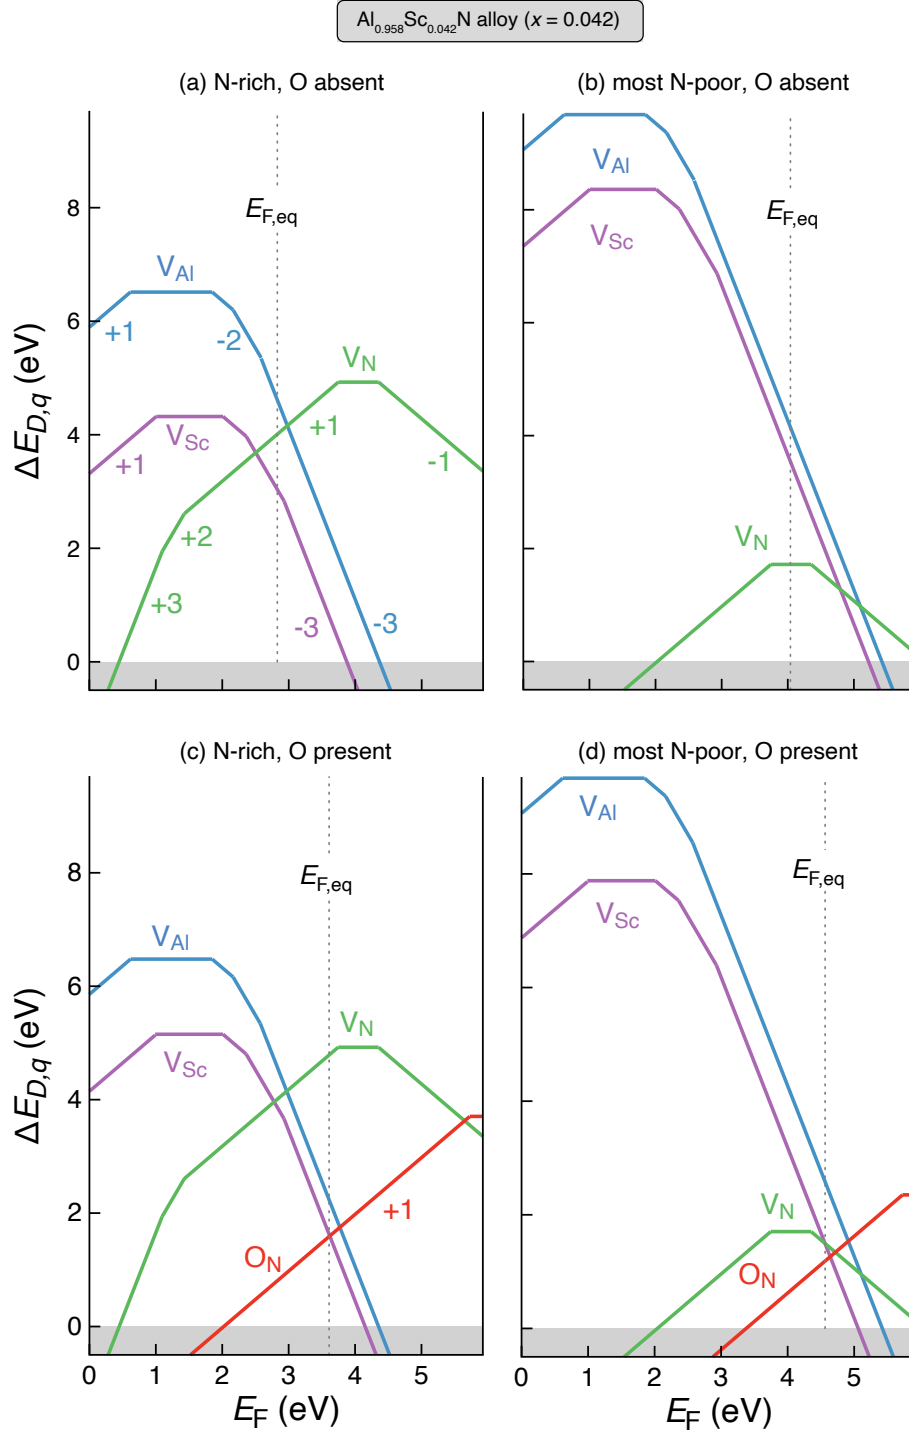 Al0.958Sc0.042N alloy (x = 0.042)
(a) N-rich, O absent
(b) most N-poor, O absent
ΔED,q (eV)
8
6
4
2
0
EF,eq
VAl
+1
-2
VN
VSc
+1
+1
-1
+2
+3
-3
-3
VAl
VSc
EF,eq
VN
(c) N-rich, O present
(d) most N-poor, O present
ΔED,q (eV)
8
6
4
2
0
EF,eq
VAl
VN
VSc
+1
ON
0 1 2 3 4 5
EF (eV)
VAl
EF,eq
VSc
VN
ON
0 1 2 3 4 5
EF (eV)